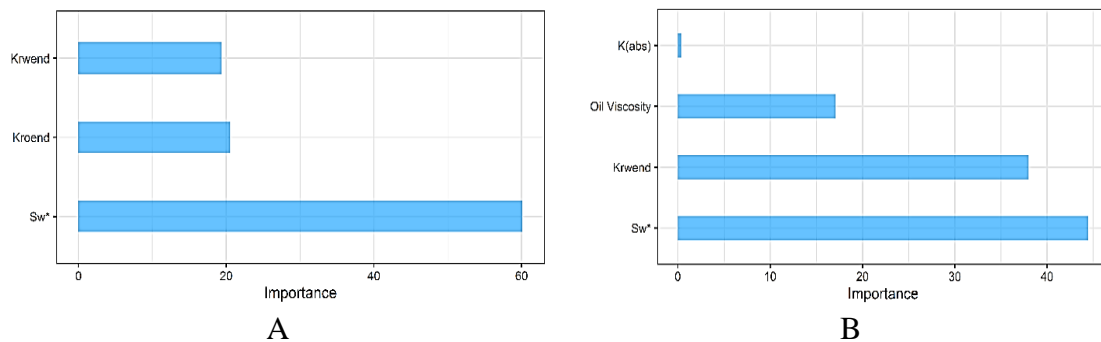 Krwend
Kroend
Sw*
0 20 40 60
Importance
A
K(abs)
Oil Viscosity
Krwend
Sw*
0 10 20 30 40
Importance
B